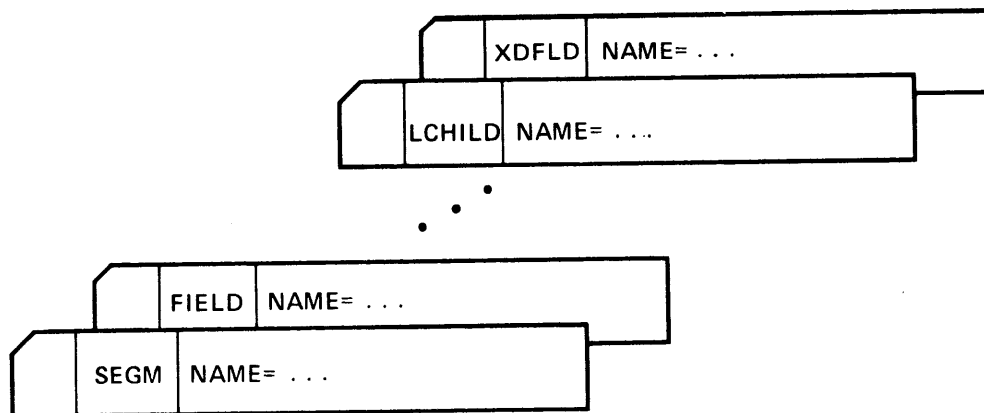 XDFLD NAME= . . .
LCHILD NAME= . . .
FIELD NAME= . . .
SEGM NAME= . . .